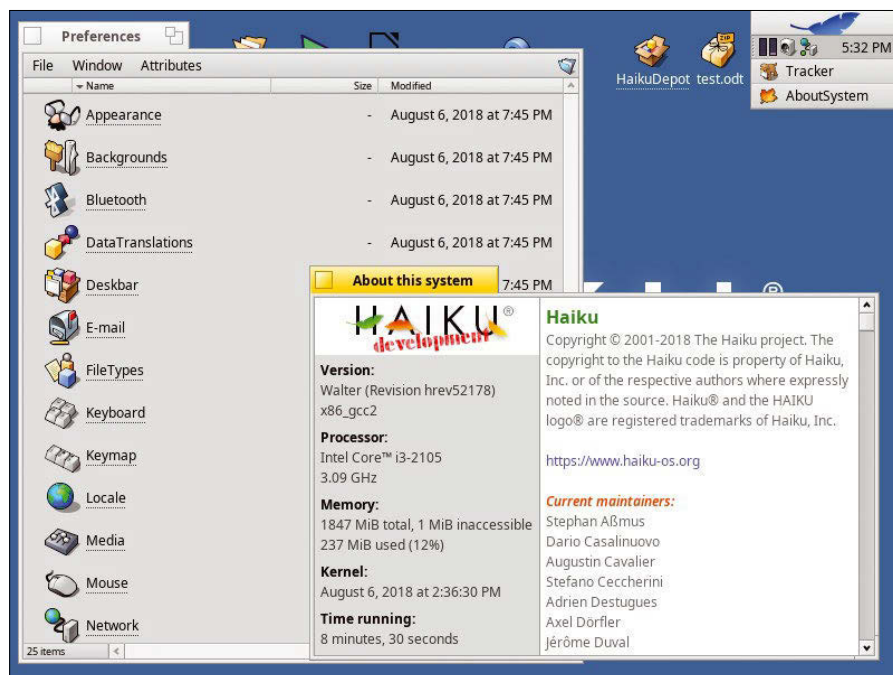 Preferences
File Window Attributes
Name Size Modified
Appearance - August 6, 2018 at 7:45 PM
Backgrounds - August 6, 2018 at 7:45 PM
Bluetooth - August 6, 2018 at 7:45 PM
DataTranslations - August 6, 2018 at 7:45 PM
Deskbar 7:45 PM
E-mail
FileTypes
Keyboard
Keymap
Locale
Media
Mouse
Network
25 items
HaikuDepot test.odt
ZIP
5:32 PM
Tracker
AboutSystem
About this system
HAIKU®
development
Version:
Walter (Revision hrev52178)
x86_gcc2
Processor:
Intel Core™ i3-2105
3.09 GHz
Memory:
1847 MiB total, 1 MiB inaccessible
237 MiB used (12%)
Kernel:
August 6, 2018 at 2:36:30 PM
Time running:
8 minutes, 30 seconds
Haiku
Copyright © 2001-2018 The Haiku project. The
copyright to the Haiku code is property of Haiku,
Inc. or of the respective authors where expressly
noted in the source. Haiku® and the HAIKU
logo® are registered trademarks of Haiku, Inc.
https://www.haiku-os.org
Current maintainers:
Stephan Aßmus
Dario Casalinuovo
Augustin Cavalier
Stefano Ceccherini
Adrien Destugues
Axel Dörfler
Jérôme Duval